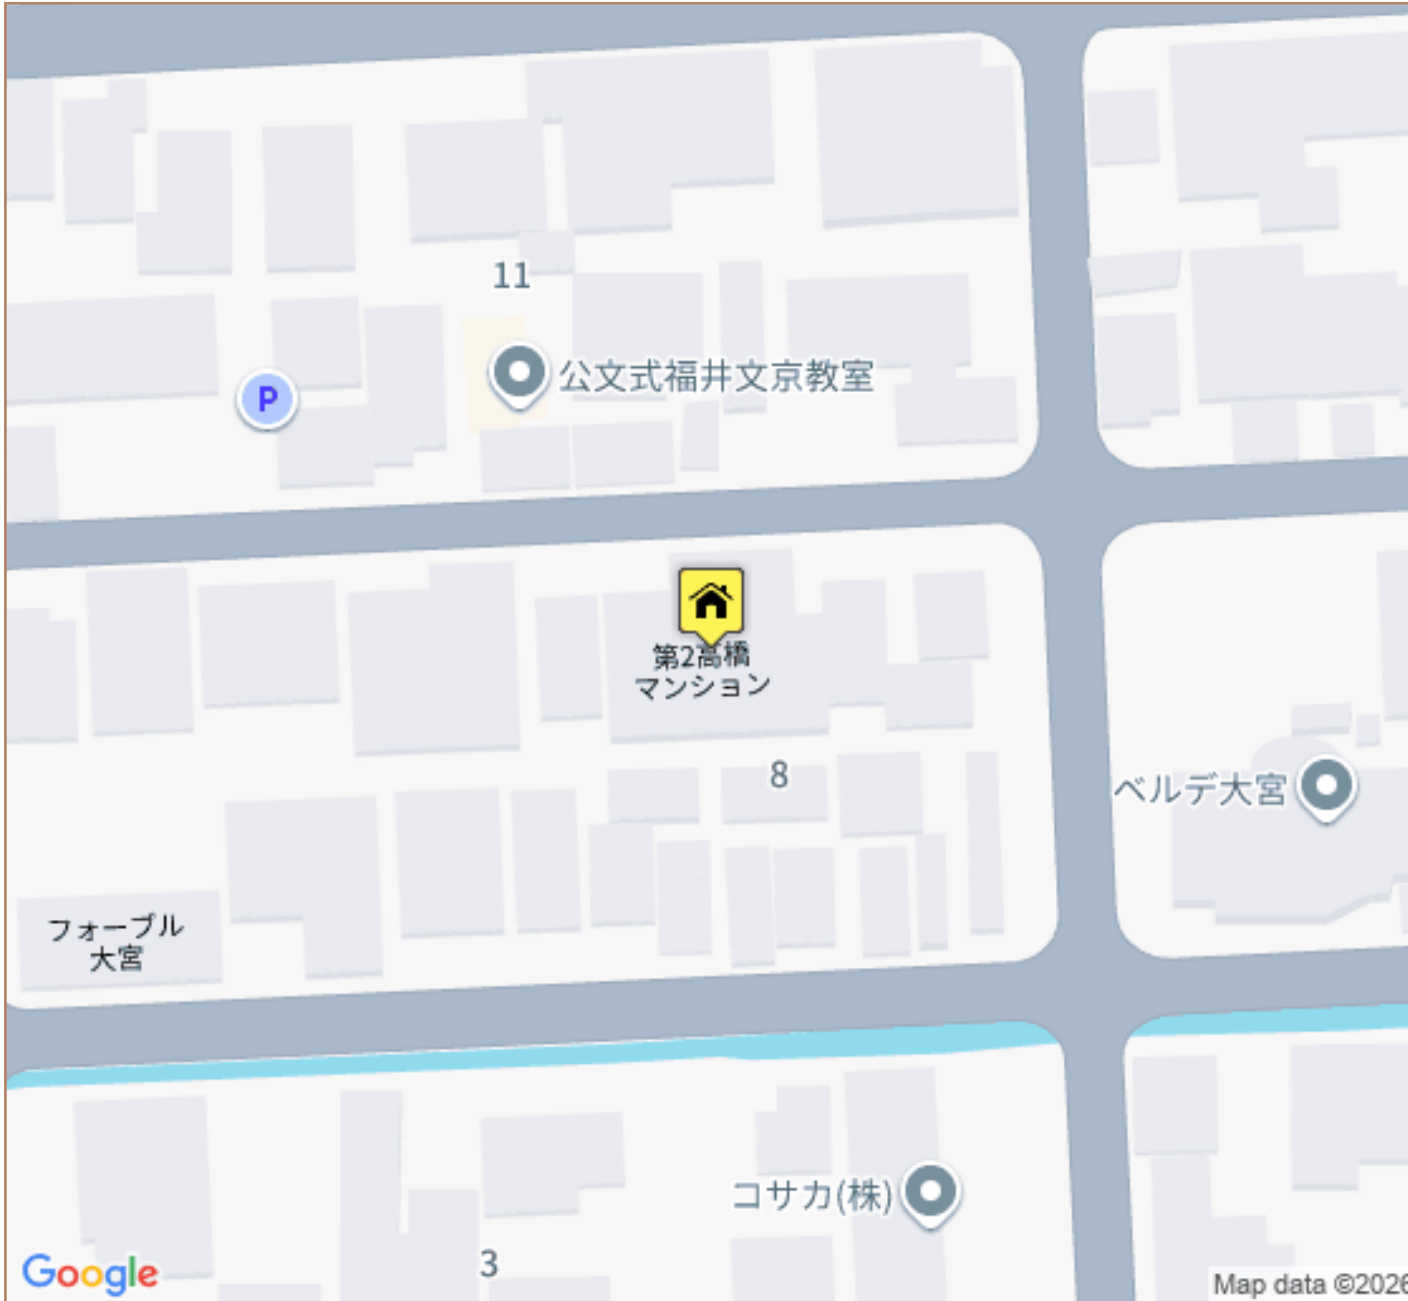 11
公文式福井文京教室
P
第2高橋
マンション
8
ベルデ大宮
フォーブル
大宮
コサカ(株)
3
Google
Map data ©2026